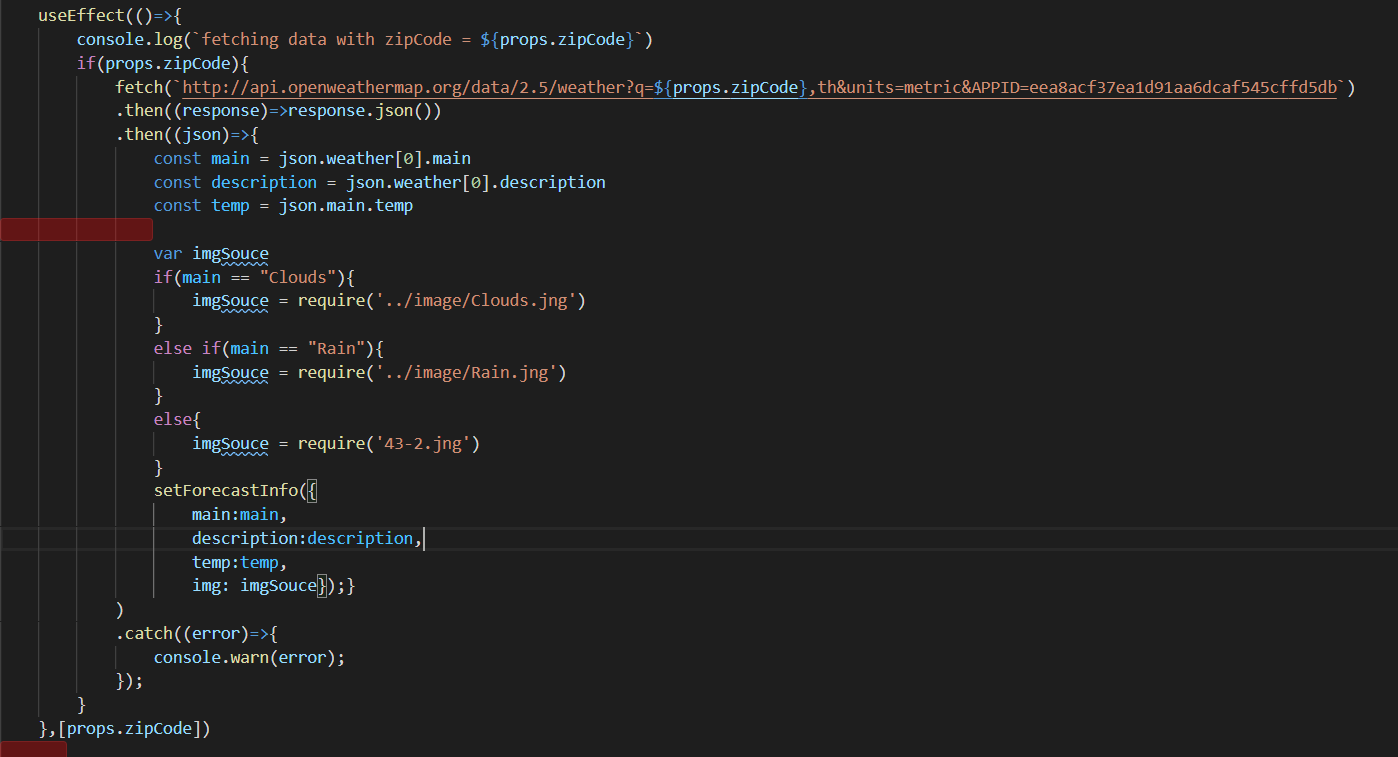 useEffect(()=>{
console.log(`fetching data with zipCode = ${props.zipCode}`)
if(props.zipCode){
fetch(`http://api.openweathermap.org/data/2.5/weather?q=${props.zipCode},th&units=metric&APPID=eea8acf37ea1d91aa6dcaf545cffd5db`)
.then((response)=>response.json())
.then((json)=>{
const main = json.weather[0].main
const description = json.weather[0].description
const temp = json.main.temp
var imgSouce
if(main == "Clouds"){
imgSouce = require('../image/Clouds.jng')
}
else if(main == "Rain"){
imgSouce = require('../image/Rain.jng')
}
else{
imgSouce = require('43-2.jng')
}
setForecastInfo({
main:main,
description:description,
temp:temp,
img: imgSouce});}
)
.catch((error)=>{
console.warn(error);
});
}
},[props.zipCode])